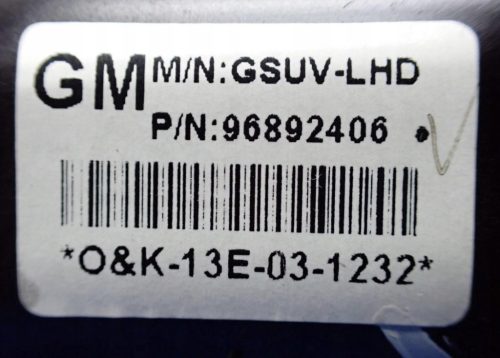 GM M/N:GSUV-LHD
P/N:96892406
*O&K-13E-03-1232*